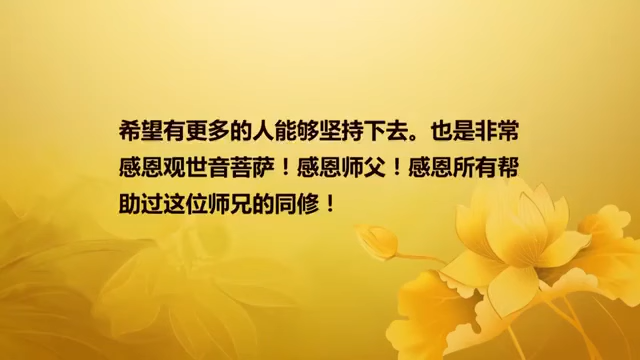 希望有更多的人能够坚持下去。也是非常
感恩观世音菩萨！感恩师父！感恩所有帮
助过这位师兄的同修！